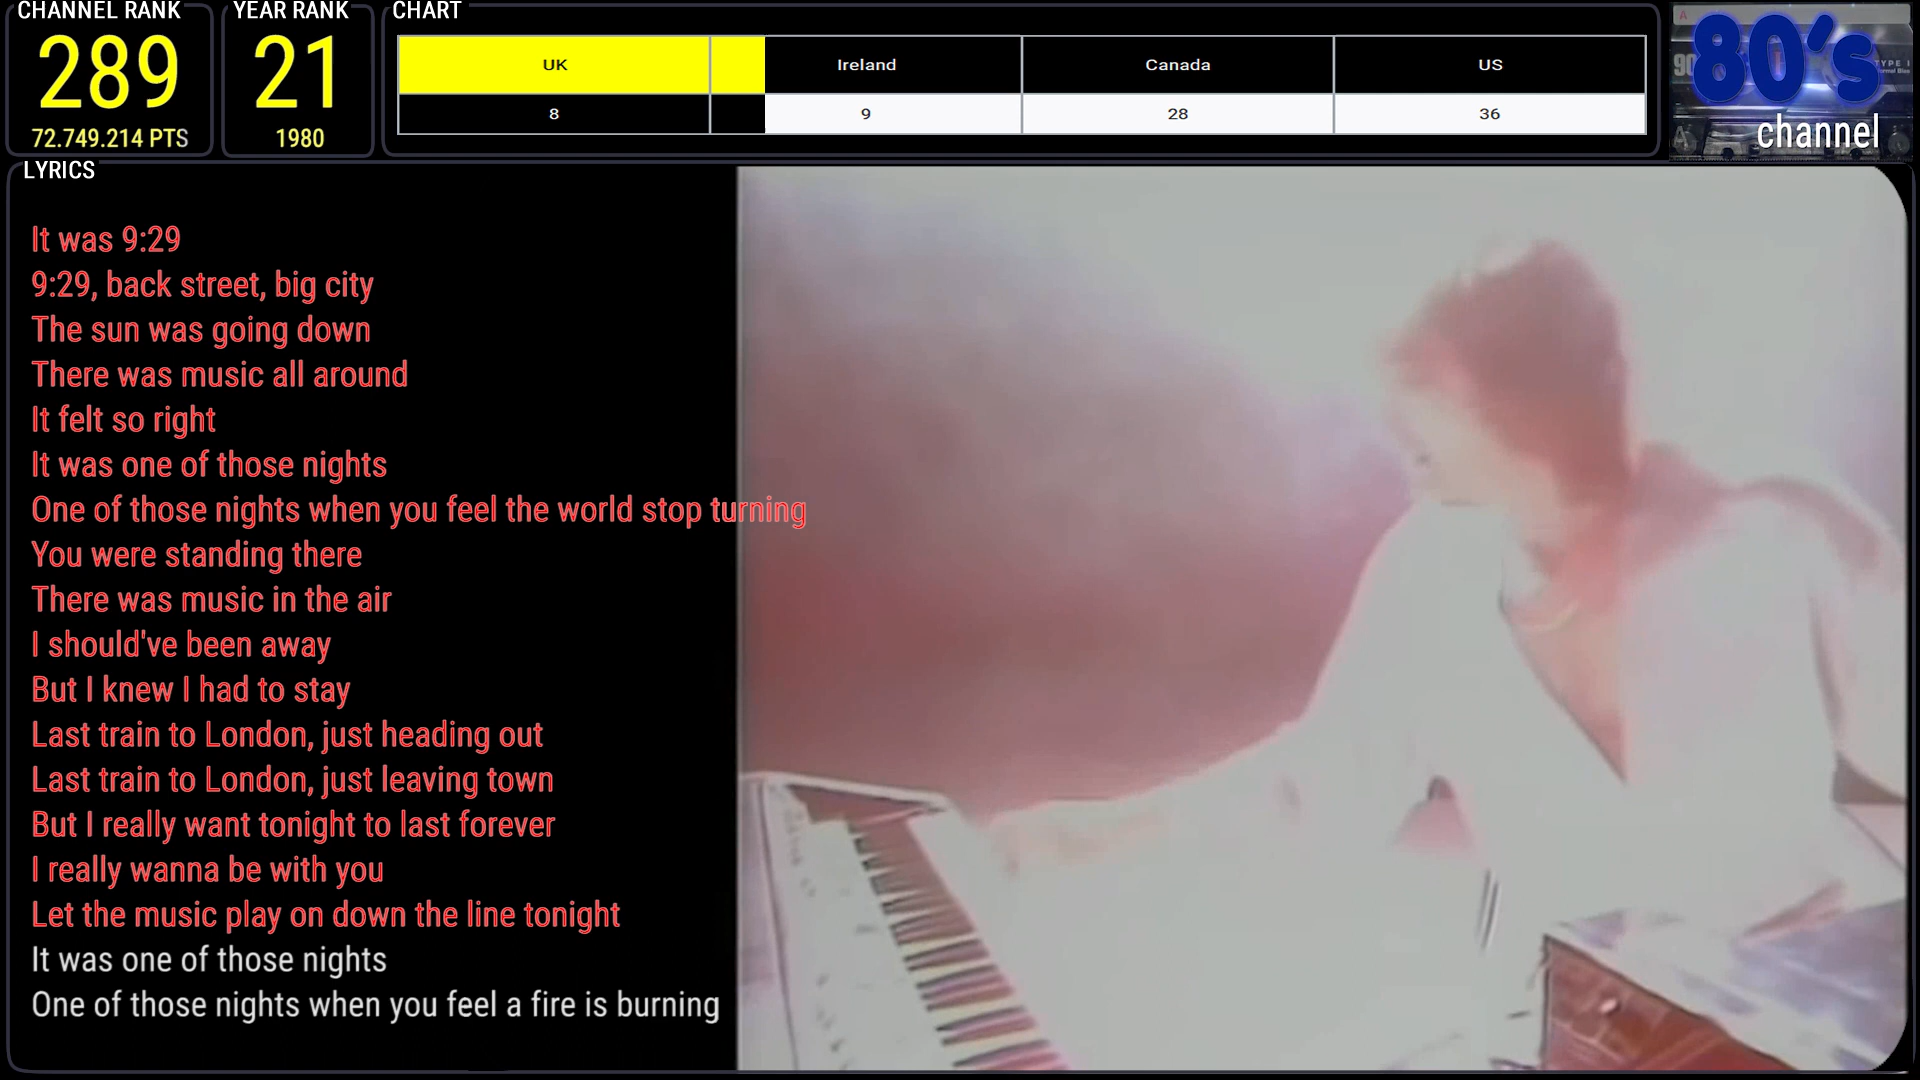 CHANNEL RANK
289
72.749.214 PTS
YEAR RANK
21
1980
CHART
UK Ireland Canada US
8 9 28 36
80's
channel
A
90
TYPE I
LYRICS
It was 9:29
9:29, back street, big city
The sun was going down
There was music all around
It felt so right
It was one of those nights
One of those nights when you feel the world stop turning
You were standing there
There was music in the air
I should've been away
But I knew I had to stay
Last train to London, just heading out
Last train to London, just leaving town
But I really want tonight to last forever
I really wanna be with you
Let the music play on down the line tonight
It was one of those nights
One of those nights when you feel a fire is burning